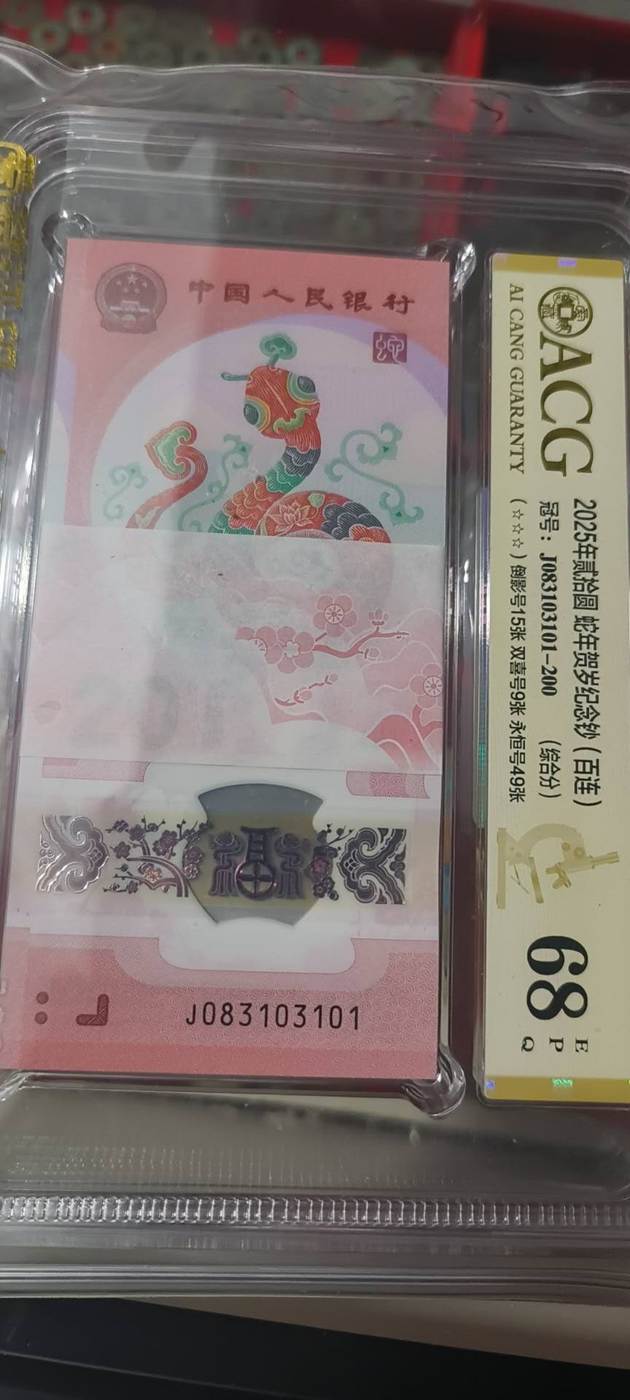 中国人民银行
蛇
福
J083103101
ACG
AI CANG GUARANTY
2025年贰拾圆 蛇年贺岁纪念钞（百连）
冠号：J083103101-200 （综合分）
（☆☆☆）倒影号15张 双喜号9张 永恒号49张
68
E
P
Q